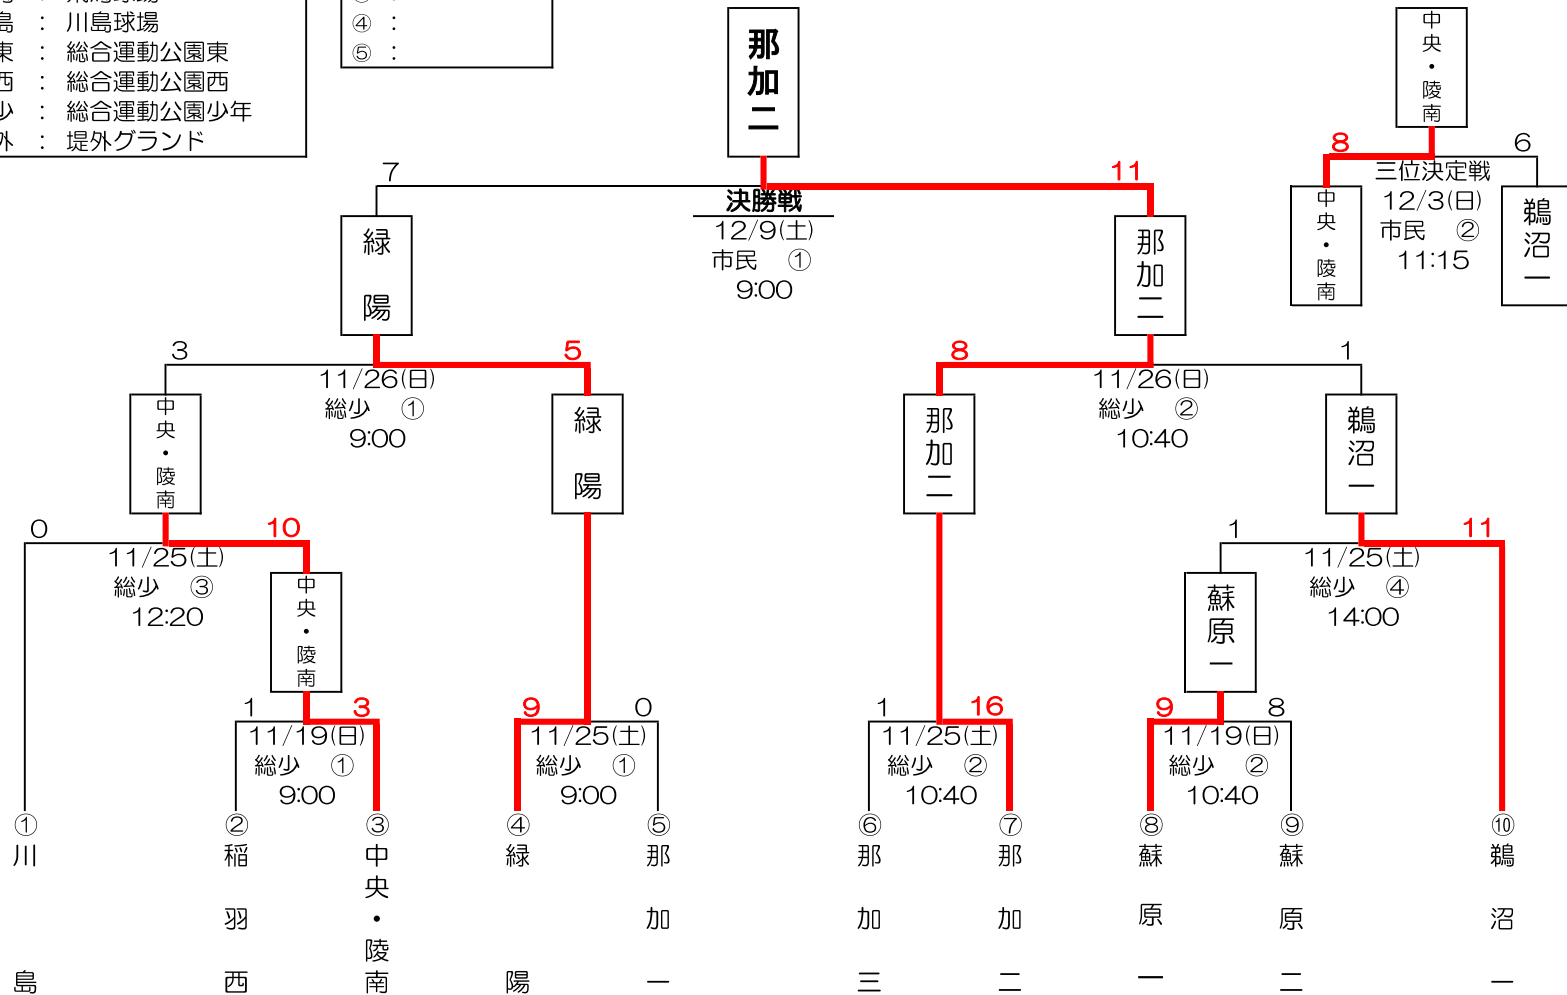 島 : 川島球場
東 : 総合運動公園東
西 : 総合運動公園西
少 : 総合運動公園少年
外 : 堤外グランド
④ :
⑤ :
那加二
中央・陵南
7
11
決勝戦
12/9(土)
市民 ①
9:00
8
6
三位決定戦
12/3(日)
市民 ②
11:15
中央・陵南
鵜沼一
緑陽
那加二
3
5
11/26(日)
総少 ①
9:00
8
1
11/26(日)
総少 ②
10:40
中央・陵南
緑陽
那加二
鵜沼一
0
10
11/25(土)
総少 ③
12:20
1
11
11/25(土)
総少 ④
14:00
中央・陵南
蘇原一
1
3
11/19(日)
総少 ①
9:00
9
0
11/25(土)
総少 ①
9:00
1
16
11/25(土)
総少 ②
10:40
9
8
11/19(日)
総少 ②
10:40
①川島
②稲羽西
③中央・陵南
④緑陽
⑤那加一
⑥那加三
⑦那加二
⑧蘇原一
⑨蘇原二
⑩鵜沼一